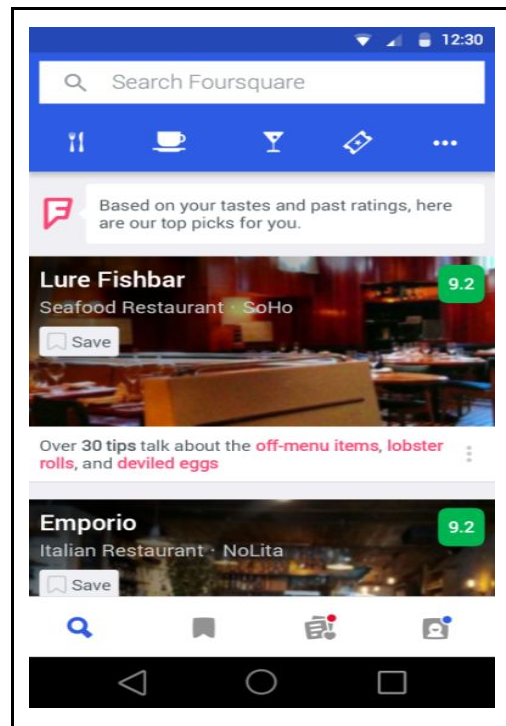 12:30
Search Foursquare
Based on your tastes and past ratings, here
are our top picks for you.
Lure Fishbar
9.2
Seafood Restaurant · SoHo
Save
Over 30 tips talk about the off-menu items, lobster
rolls, and deviled eggs
Emporio
9.2
Italian Restaurant · NoLita
Save